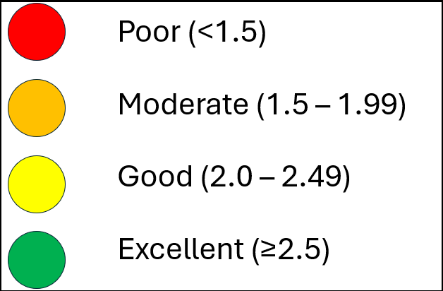 Poor (<1.5)
Moderate (1.5 – 1.99)
Good (2.0 – 2.49)
Excellent (≥2.5)